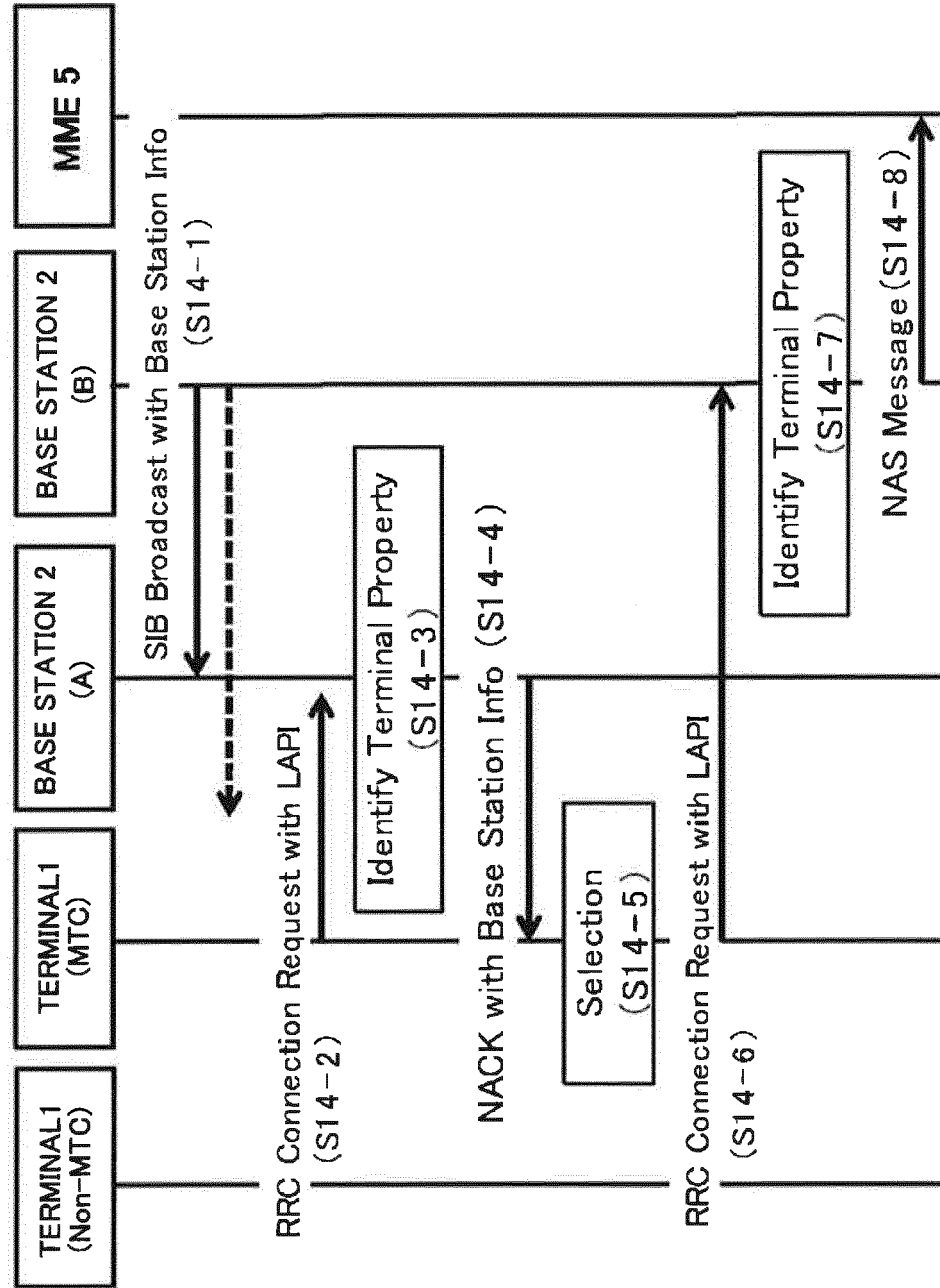 TERMINAL1
(Non-MTC)
TERMINAL1
(MTC)
BASE STATION 2
(A)
BASE STATION 2
(B)
MME 5
SIB Broadcast with Base Station Info
(S14-1)
RRC Connection Request with LAPI
(S14-2)
Identify Terminal Property
(S14-3)
NACK with Base Station Info (S14-4)
Selection
(S14-5)
RRC Connection Request with LAPI
(S14-6)
Identify Terminal Property
(S14-7)
NAS Message(S14-8)